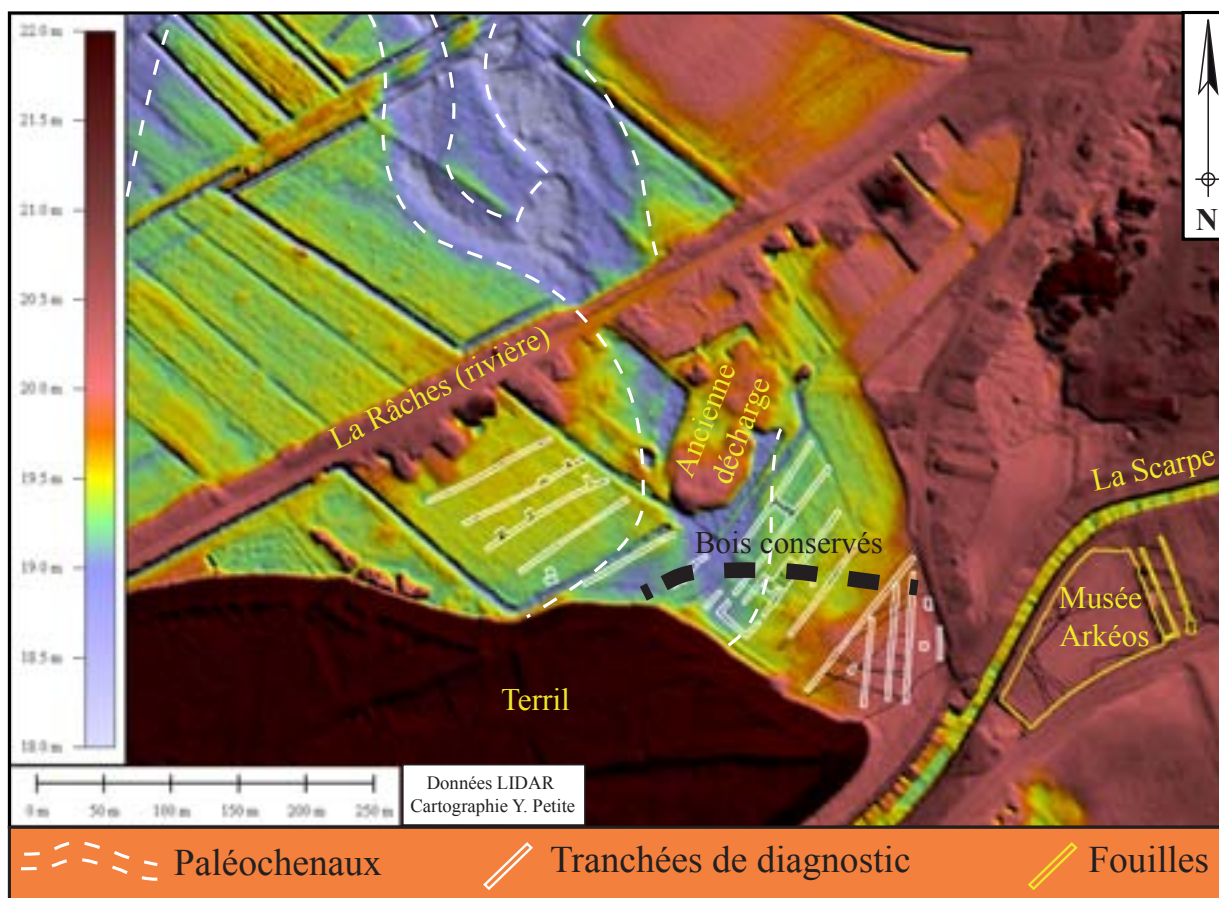 22.0 m
21.5 m
21.0 m
20.5 m
20.0 m
19.5 m
19.0 m
18.5 m
18.0 m
N
La Râches (rivière)
Ancienne
décharge
La Scarpe
Bois conservés
Musée
Arkéos
Terril
0 m 50 m 100 m 150 m 200 m 250 m
Données LIDAR
Cartographie Y. Petite
Paléochenaux Tranchées de diagnostic Fouilles